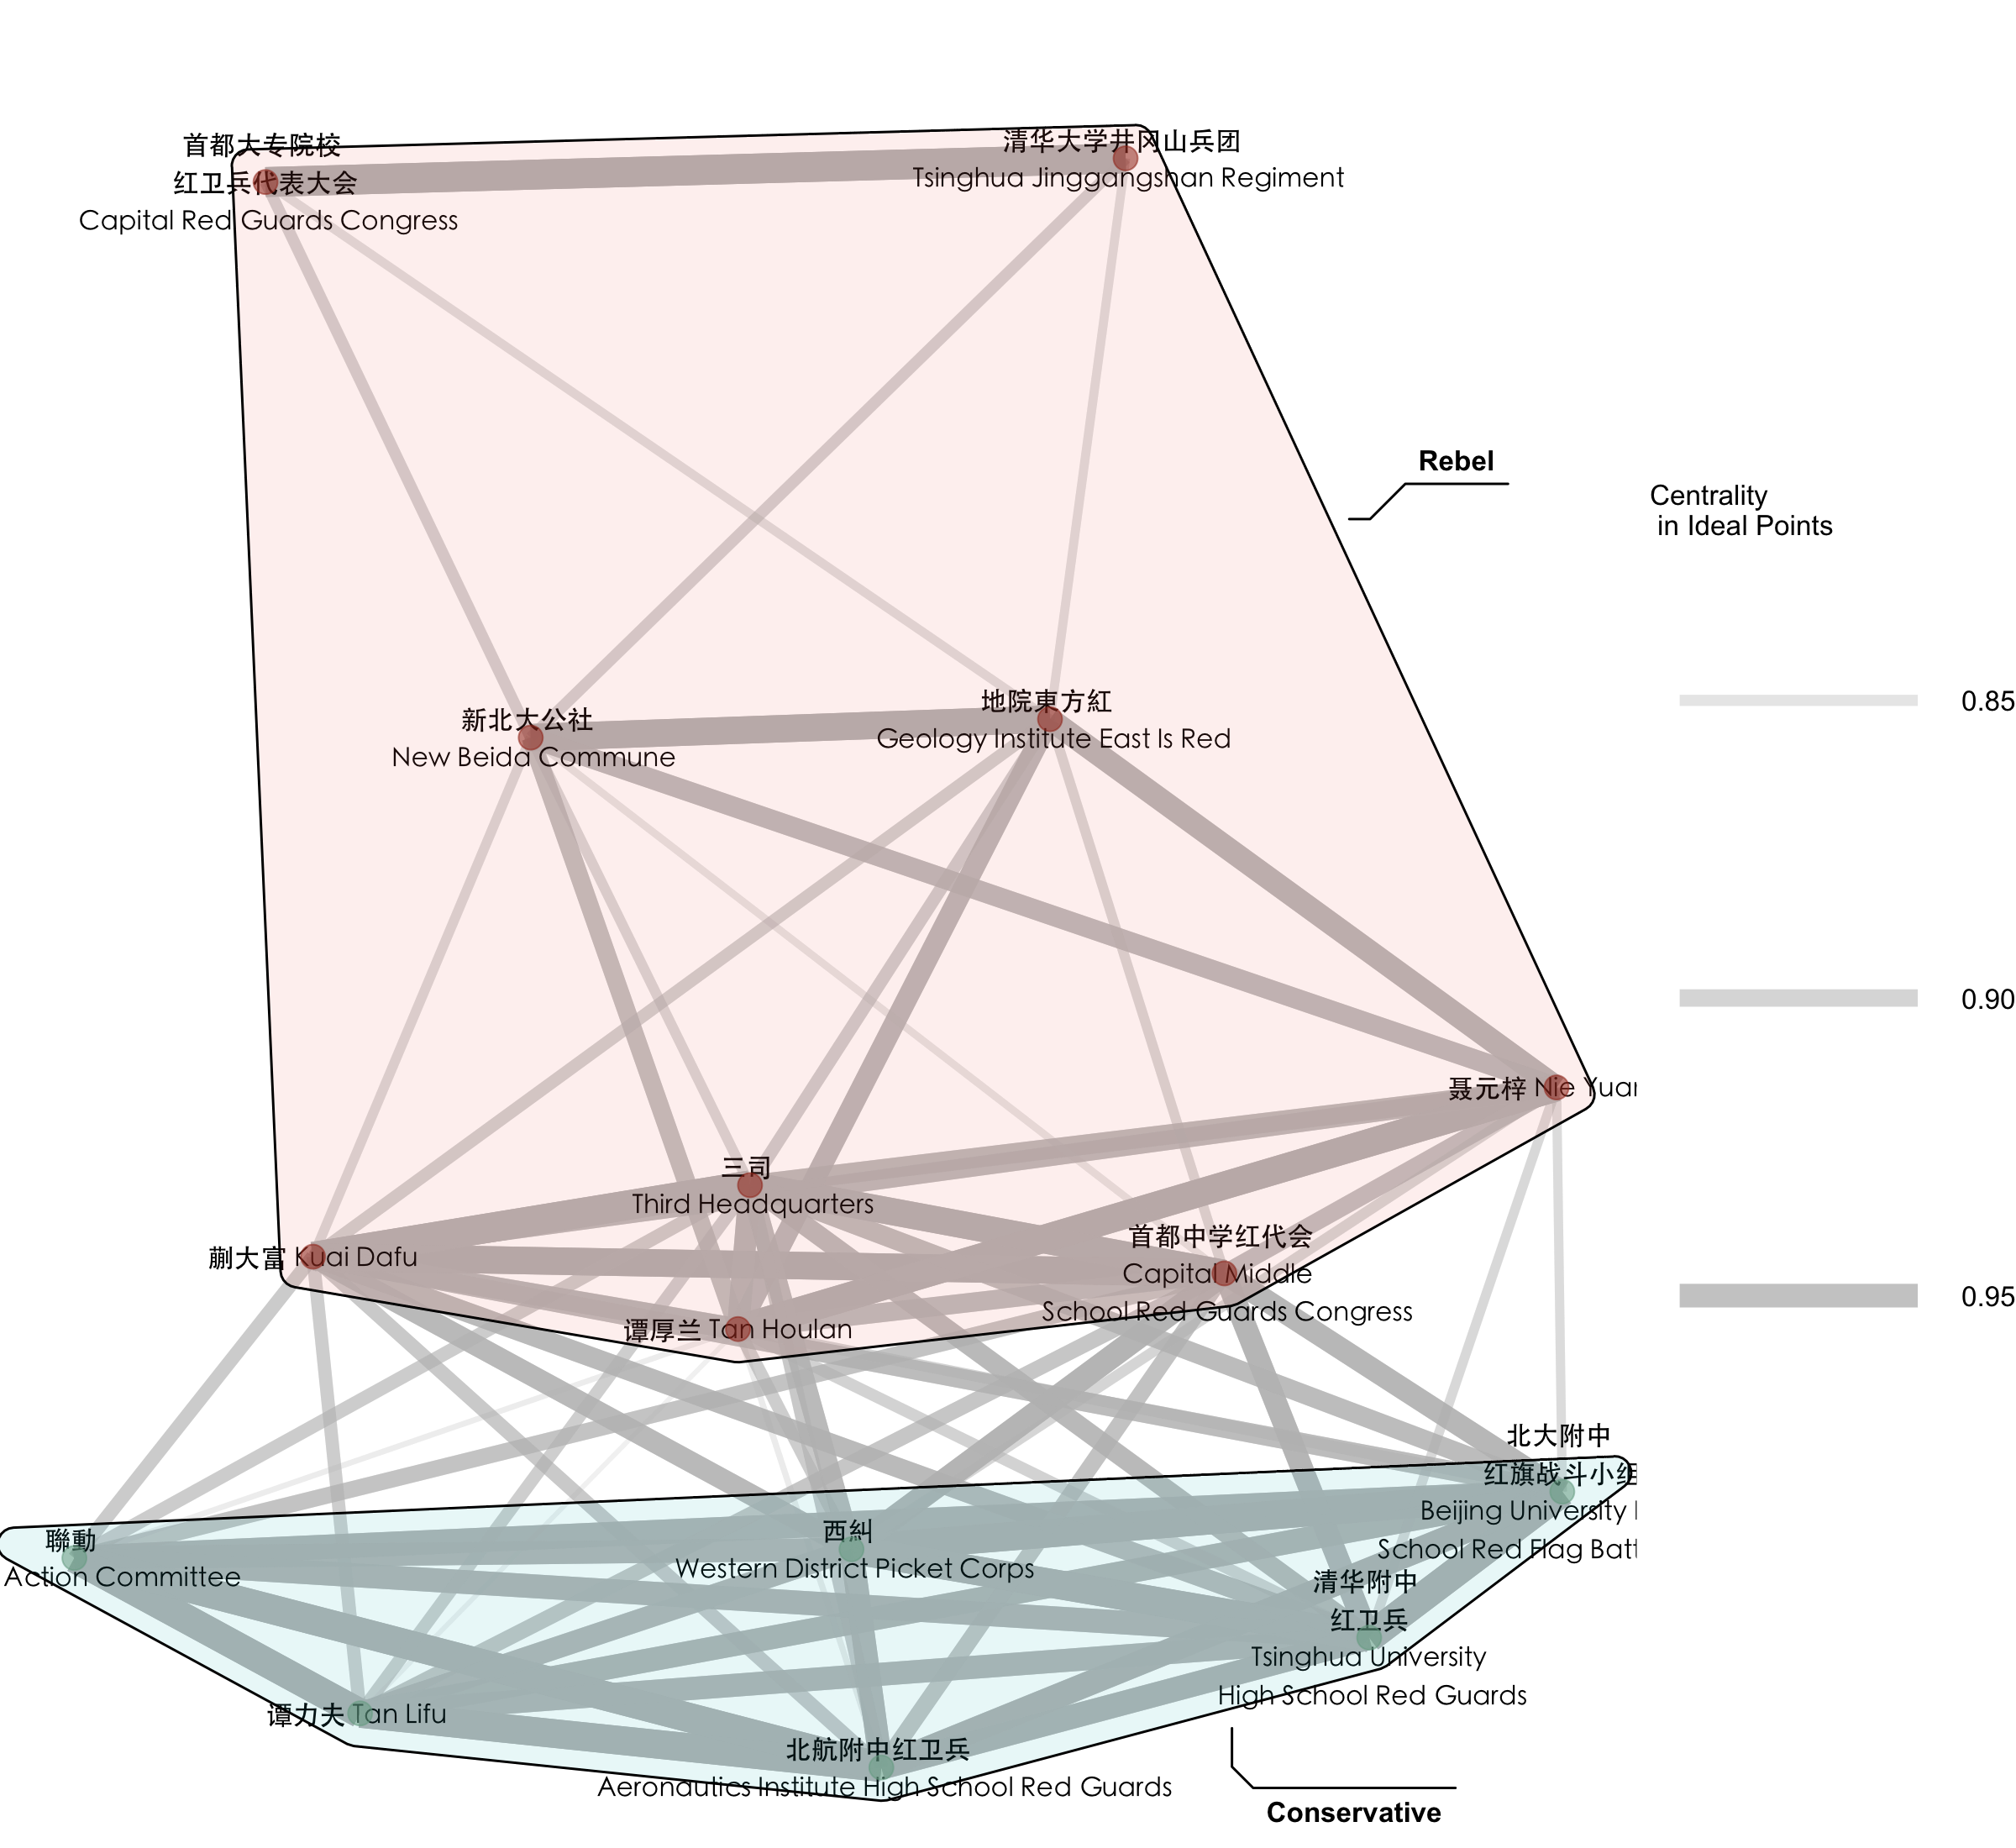 首都大专院校
红卫兵代表大会
Capital Red Guards Congress
清华大学井冈山兵团
Tsinghua Jinggangshan Regiment
Rebel
Centrality
in Ideal Points
0.85
0.90
0.95
新北大公社
New Beida Commune
地院東方紅
Geology Institute East Is Red
聂元梓 Nie Yuan
三司
Third Headquarters
蒯大富 Kuai Dafu
首都中学红代会
Capital Middle
School Red Guards Congress
谭厚兰 Tan Houlan
北大附中
红旗战斗小组
Beijing University
School Red Flag Batt
聯動
Action Committee
西糾
Western District Picket Corps
清华附中
红卫兵
Tsinghua University
High School Red Guards
谭力夫 Tan Lifu
北航附中红卫兵
Aeronautics Institute High School Red Guards
Conservative